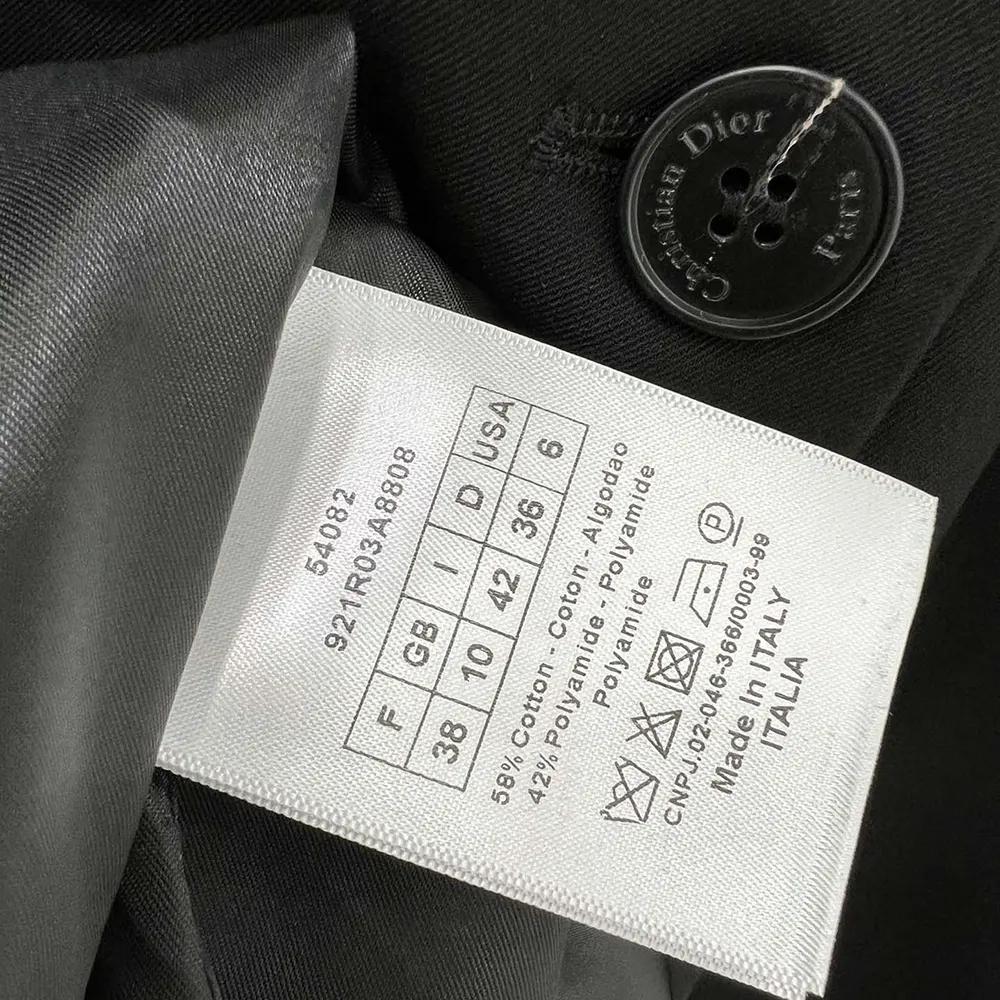 Christian Dior
Paris
54082
921R03A8808
F GB I D USA
38 10 42 36 6
58% Cotton - Coton - Algodao
42% Polyamide - Polyamide
Polyamide
P
CNPJ.02-046-366/0003-99
Made In ITALY
ITALIA